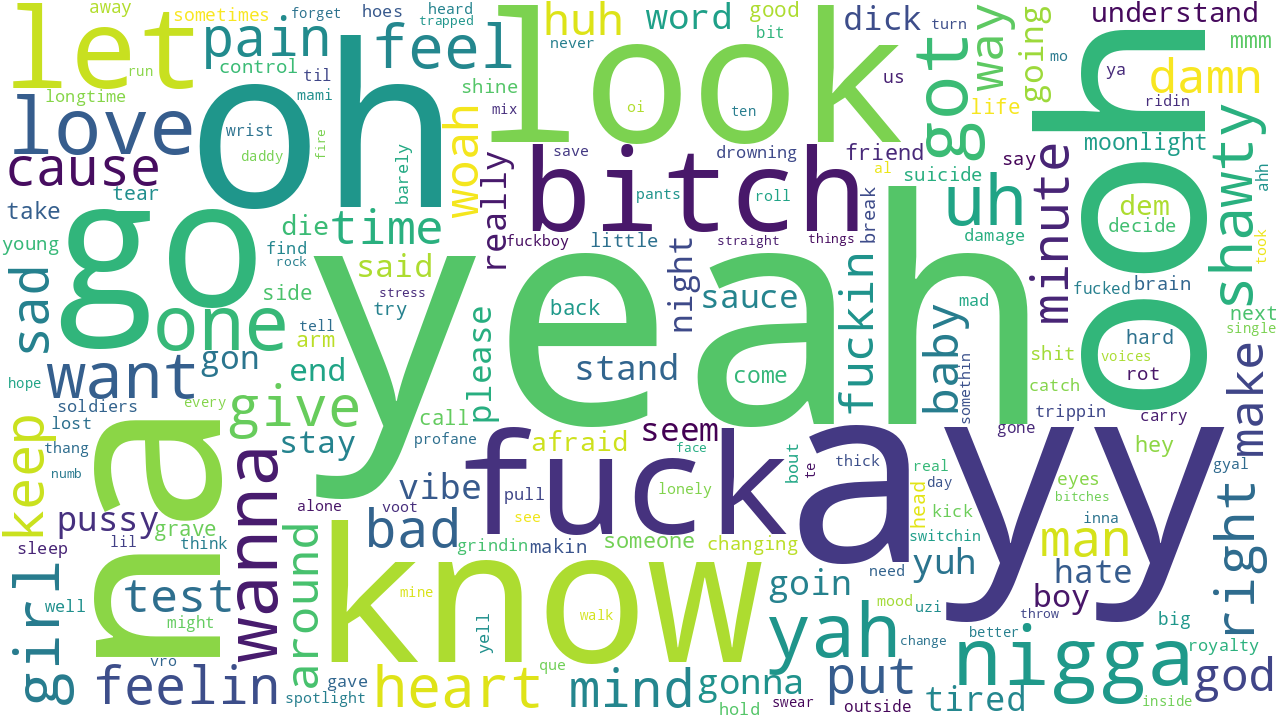 away
sometimes
forget
hoes
heard
trapped
huh
word
good
bit
dick
turn
understand
mmm
let
run
pain
control
til
mami
feel
shine
never
look
oi
ten
us
got
way
going
mo
ya
damn
ridin
longtime
love
oh
wrist
daddy
fire
barely
woah
mix
life
ooh
moonlight
shawty
ahh
cause
tear
take
young
go
die
time
find
rock
really
save
bitch
drowning
pants
roll
friend
al
suicide
say
break
uh
damage
minute
dem
decide
took
fuckboy
little
straight
things
sad
one
side
said
stress
try
tell
arm
yeah
back
night
sauce
fuckin
mad
fucked
brain
next
single
want
gon
end
hope
soldiers
lost
thang
numb
every
give
please
stand
come
baby
somethin
shit
voices
hard
rot
catch
trippin
carry
make
keep
na
wanna
stay
call
profane
afraid
seem
face
bout
te
thick
gone
ayy
hey
gyal
pussy
grave
sleep
lil
think
alone
voot
vibe
bad
pull
see
fuck
lonely
real
day
head
kick
switchin
eyes
bitches
inna
man
right
girl
well
test
might
around
know
grindin
makin
someone
changing
goin
need
yuh
hate
mine
walk
yell
mood
uzi
boy
throw
big
feelin
vro
gave
spotlight
heart
que
mind
gonna
hold
swear
yah
put
outside
change
better
tired
nigga
royalty
god
inside